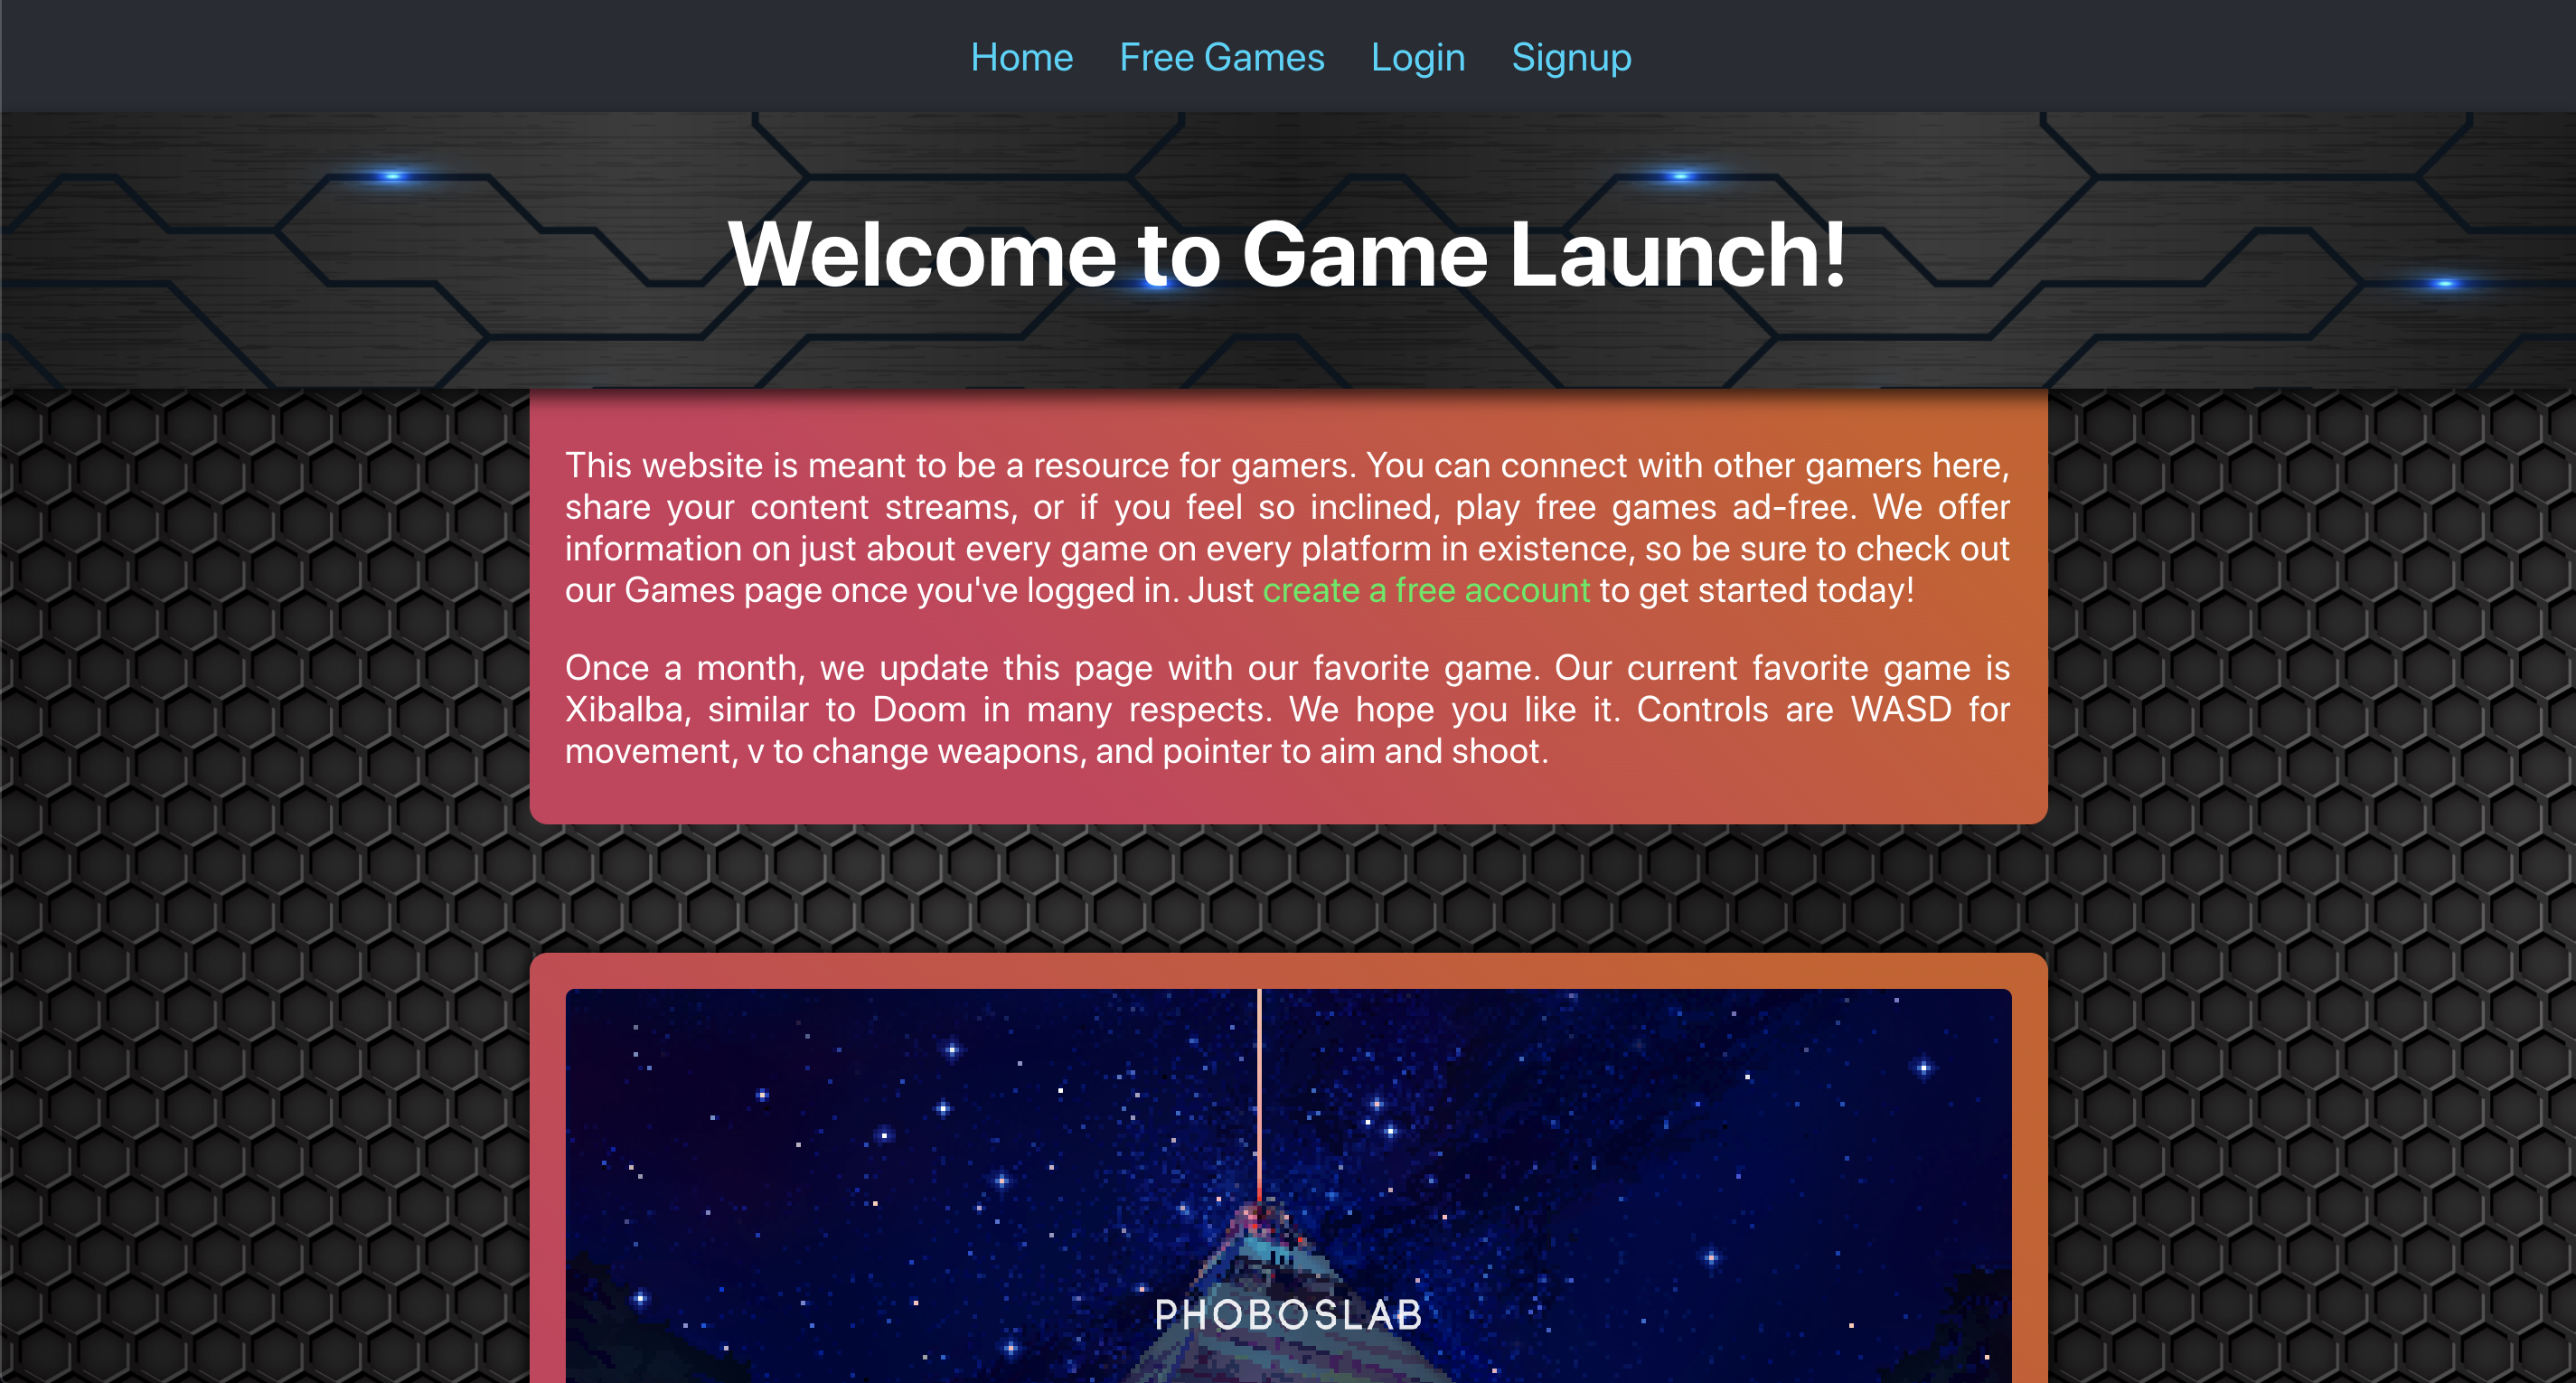 Home Free Games Login Signup
Welcome to Game Launch!
This website is meant to be a resource for gamers. You can connect with other gamers here,
share your content streams, or if you feel so inclined, play free games ad-free. We offer
information on just about every game on every platform in existence, so be sure to check out
our Games page once you've logged in. Just create a free account to get started today!
Once a month, we update this page with our favorite game. Our current favorite game is
Xibalba, similar to Doom in many respects. We hope you like it. Controls are WASD for
movement, v to change weapons, and pointer to aim and shoot.
PHOBOSLAB